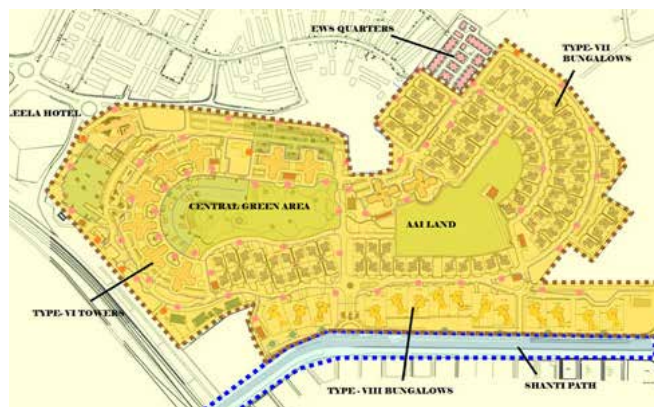 EWS QUARTERS
TYPE-VII
BUNGALOWS
LEELA HOTEL
CENTRAL GREEN AREA
AAI LAND
TYPE-VI TOWERS
TYPE-VIII BUNGALOWS
SHANTI PATH